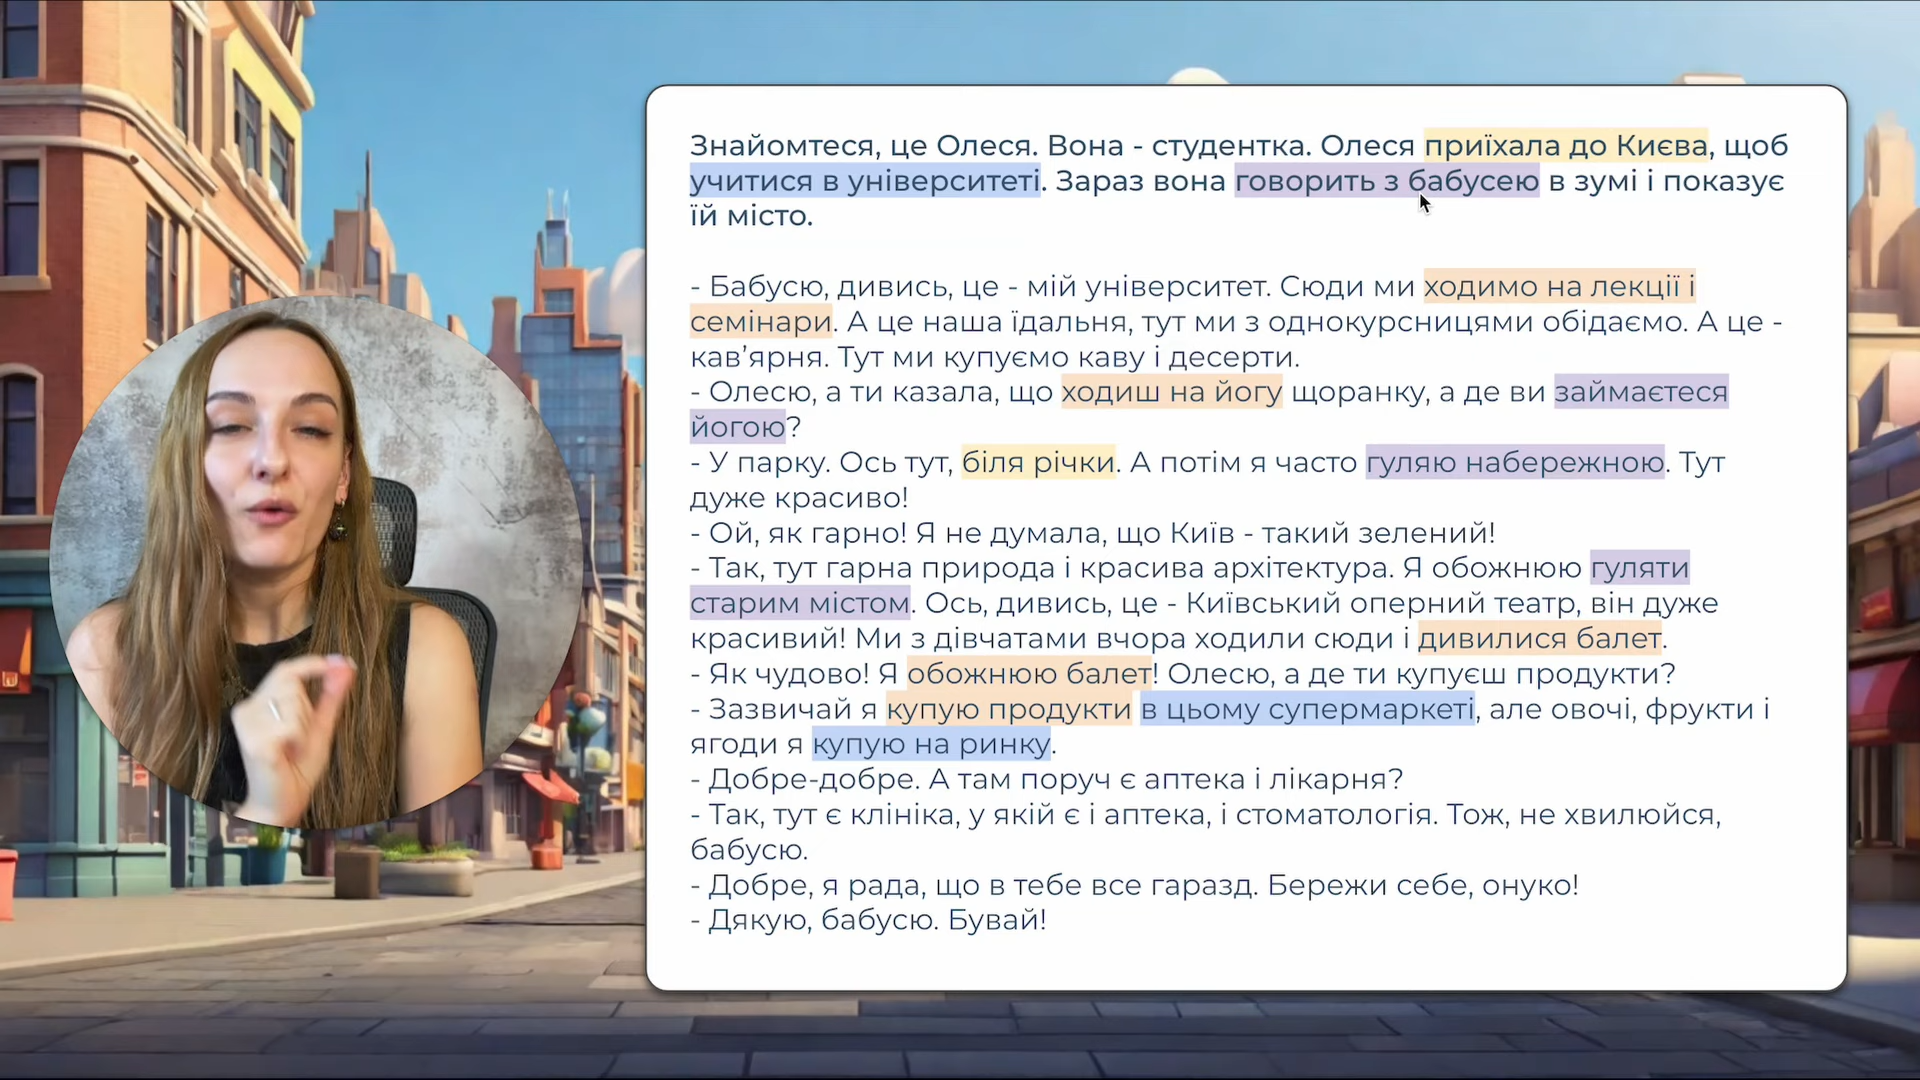 Знайомтеся, це Олеся. Вона - студентка. Олеся приїхала до Києва, щоб
учитися в університеті. Зараз вона говорить з бабусею в зумі і показує
їй місто.
- Бабусю, дивись, це - мій університет. Сюди ми ходимо на лекції і
семінари. А це наша їдальня, тут ми з однокурсницями обідаємо. А це -
кав’ярня. Тут ми купуємо каву і десерти.
- Олесю, а ти казала, що ходиш на йогу щоранку, а де ви займаєтеся
йогою?
- У парку. Ось тут, біля річки. А потім я часто гуляю набережною. Тут
дуже красиво!
- Ой, як гарно! Я не думала, що Київ - такий зелений!
- Так, тут гарна природа і красива архітектура. Я обожнюю гуляти
старим містом. Ось, дивись, це - Київський оперний театр, він дуже
красивий! Ми з дівчатами вчора ходили сюди і дивилися балет.
- Як чудово! Я обожнюю балет! Олесю, а де ти купуєш продукти?
- Зазвичай я купую продукти в цьому супермаркеті, але овочі, фрукти і
ягоди я купую на ринку.
- Добре-добре. А там поруч є аптека і лікарня?
- Так, тут є клініка, у якій є і аптека, і стоматологія. Тож, не хвилюйся,
бабусю.
- Добре, я рада, що в тебе все гаразд. Бережи себе, онуко!
- Дякую, бабусю. Бувай!